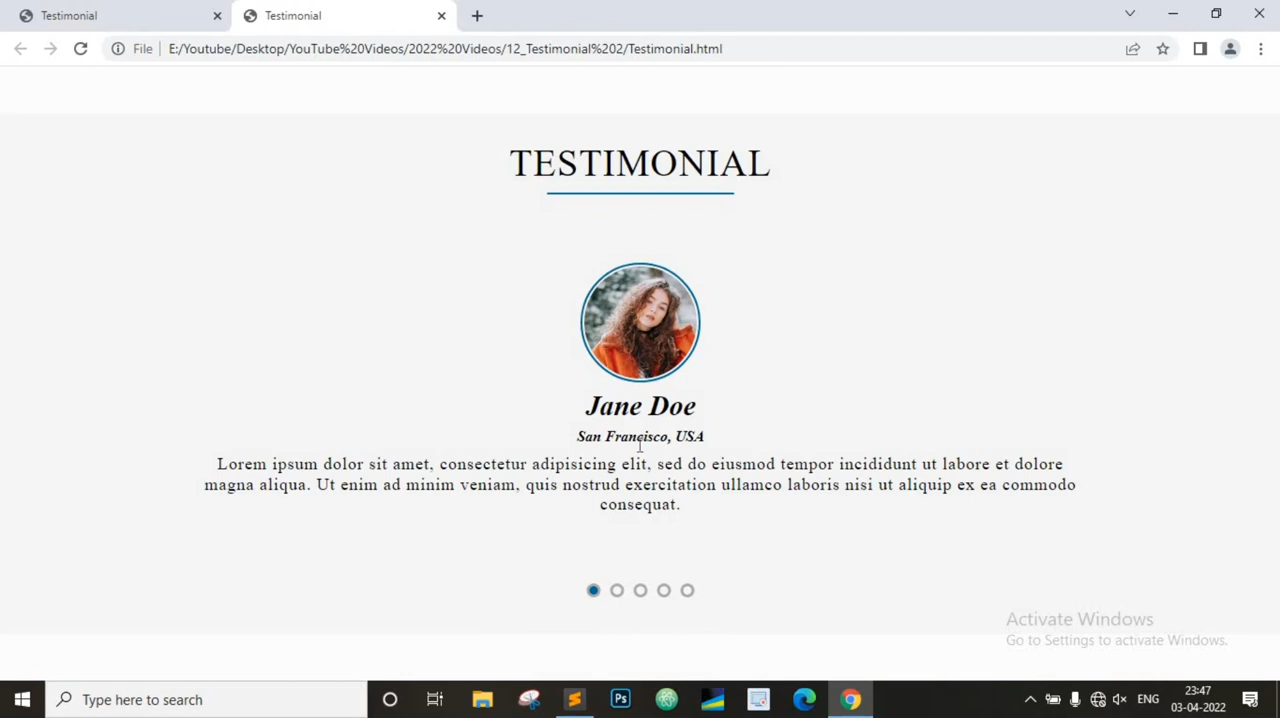 Testimonial
Testimonial
File
E:/Youtube/Desktop/YouTube%20Videos/2022%20Videos/12_Testimonial%202/Testimonial.html
TESTIMONIAL
Jane Doe
San Francisco, USA
Lorem ipsum dolor sit amet, consectetur adipisicing elit, sed do eiusmod tempor incididunt ut labore et dolore
magna aliqua. Ut enim ad minim veniam, quis nostrud exercitation ullamco laboris nisi ut aliquip ex ea commodo
consequat.
Activate Windows
Go to Settings to activate Windows.
Type here to search
Ps
ENG
23:47
03-04-2022